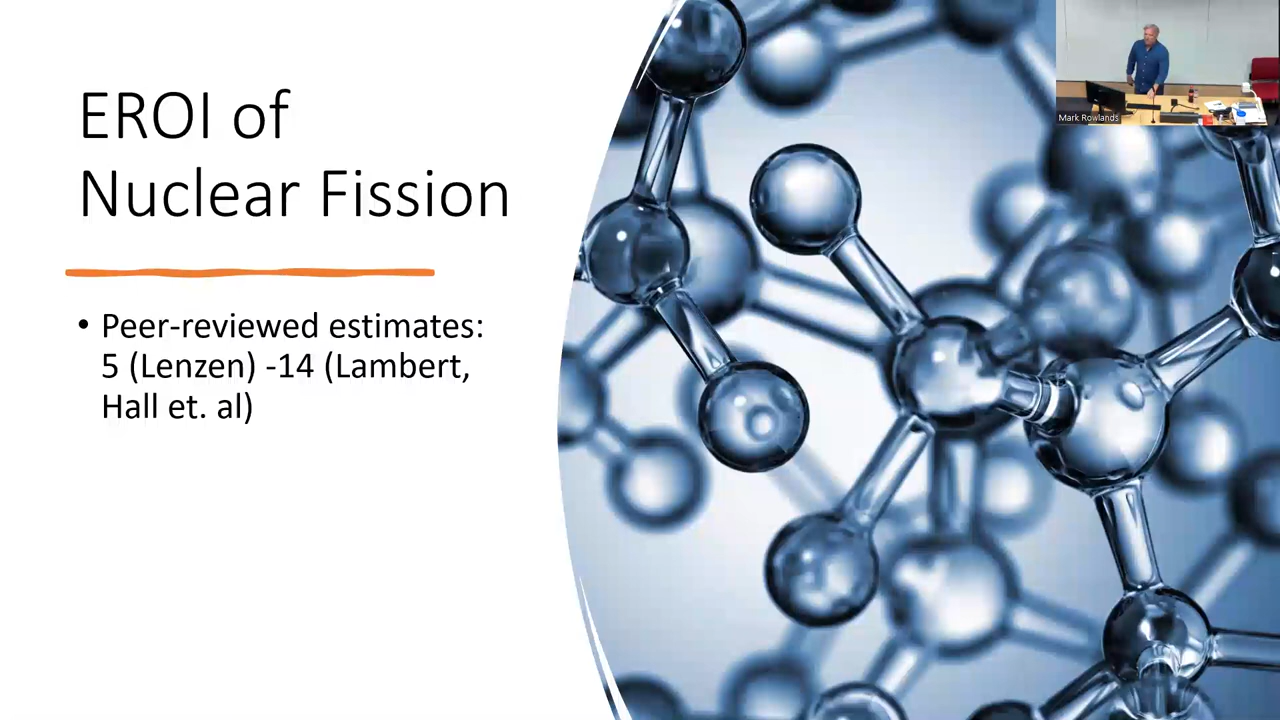 EROI of
Nuclear Fission
• Peer-reviewed estimates:
5 (Lenzen) -14 (Lambert,
Hall et. al)
Mark Rowlands